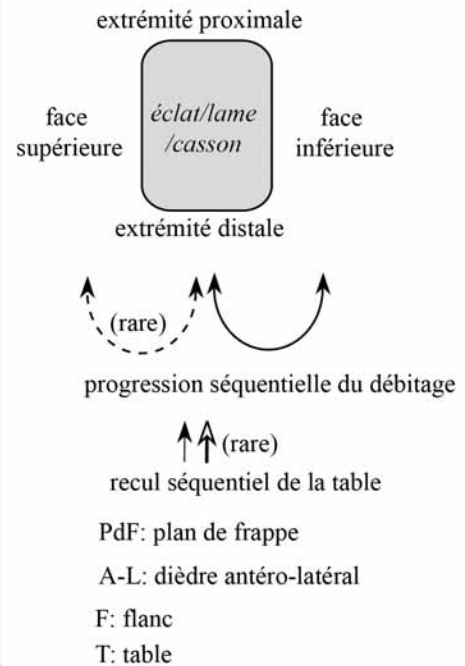 extrémité proximale
face
supérieure
éclat/lame
/casson
face
inférieure
extrémité distale
(rare)
progression séquentielle du débitage
(rare)
recul séquentiel de la table
PdF: plan de frappe
A-L: dièdre antéro-latéral
F: flanc
T: table